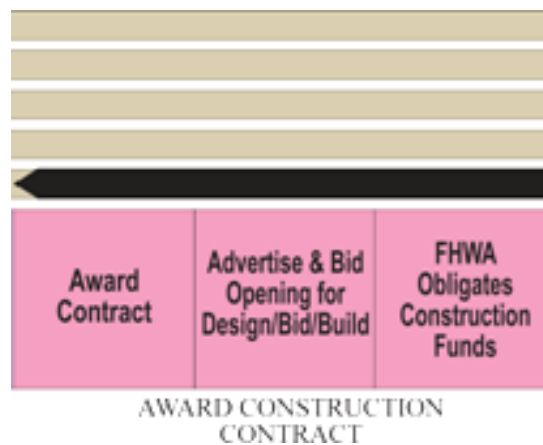 Award
Contract
Advertise & Bid
Opening for
Design/Bid/Build
FHWA
Obligates
Construction
Funds
AWARD CONSTRUCTION
CONTRACT